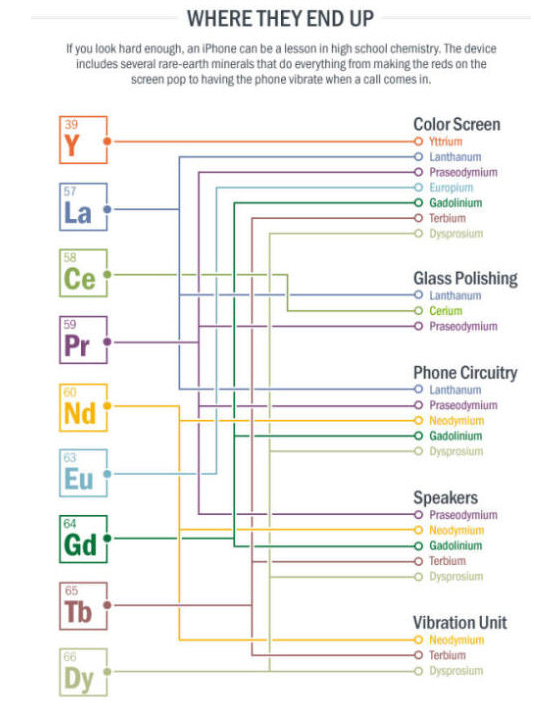 WHERE THEY END UP
If you look hard enough, an iPhone can be a lesson in high school chemistry. The device
includes several rare-earth minerals that do everything from making the reds on the
screen pop to having the phone vibrate when a call comes in.
39
Y
57
La
58
Ce
59
Pr
60
Nd
63
Eu
64
Gd
65
Tb
66
Dy
Color Screen
Yttrium
Lanthanum
Praseodymium
Europium
Gadolinium
Terbium
Dysprosium
Glass Polishing
Lanthanum
Cerium
Praseodymium
Phone Circuitry
Lanthanum
Praseodymium
Neodymium
Gadolinium
Dysprosium
Speakers
Praseodymium
Neodymium
Gadolinium
Terbium
Dysprosium
Vibration Unit
Neodymium
Terbium
Dysprosium